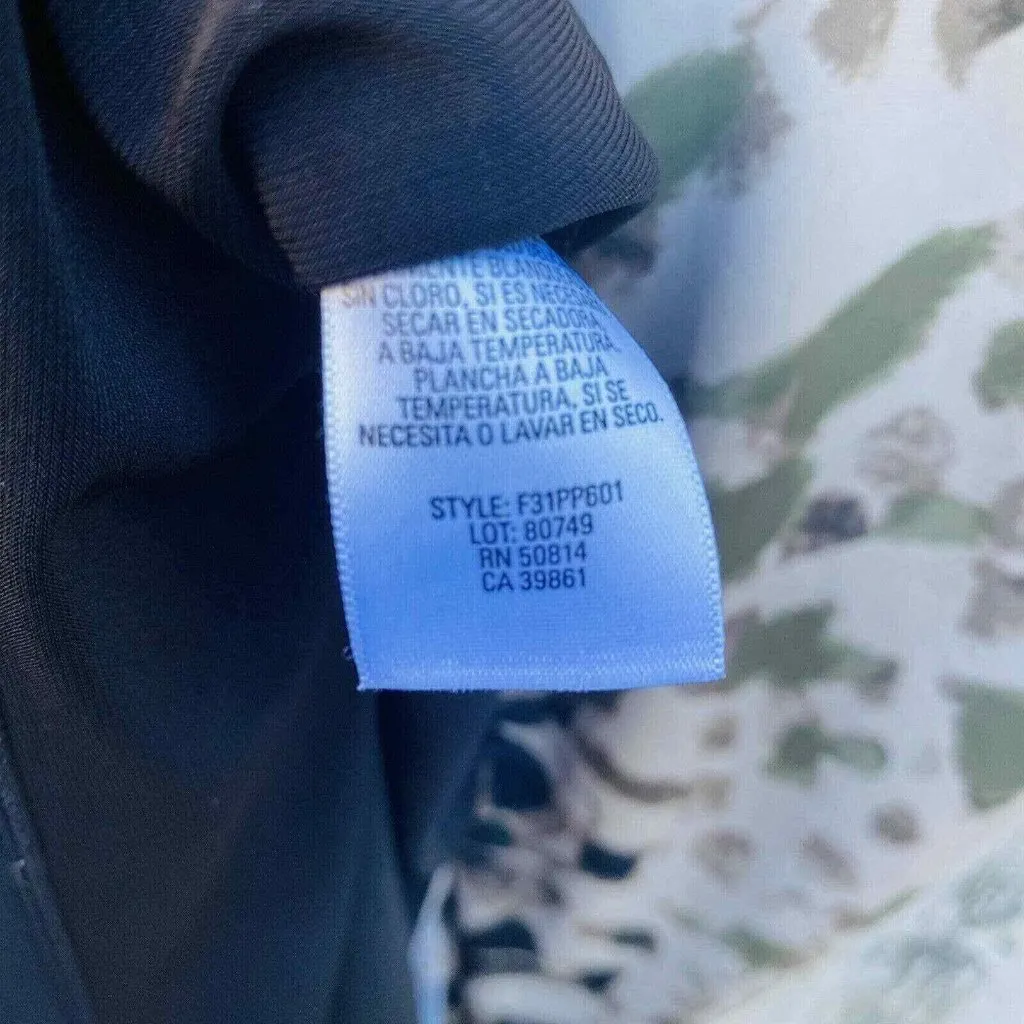 SIN CLORO, SI ES
SECAR EN SECADORA
A BAJA TEMPERATURA.
PLANCHA A BAJA
TEMPERATURA, SI SE
NECESITA O LAVAR EN SECO.
STYLE: F31PP601
LOT: 80749
RN 50814
CA 39861